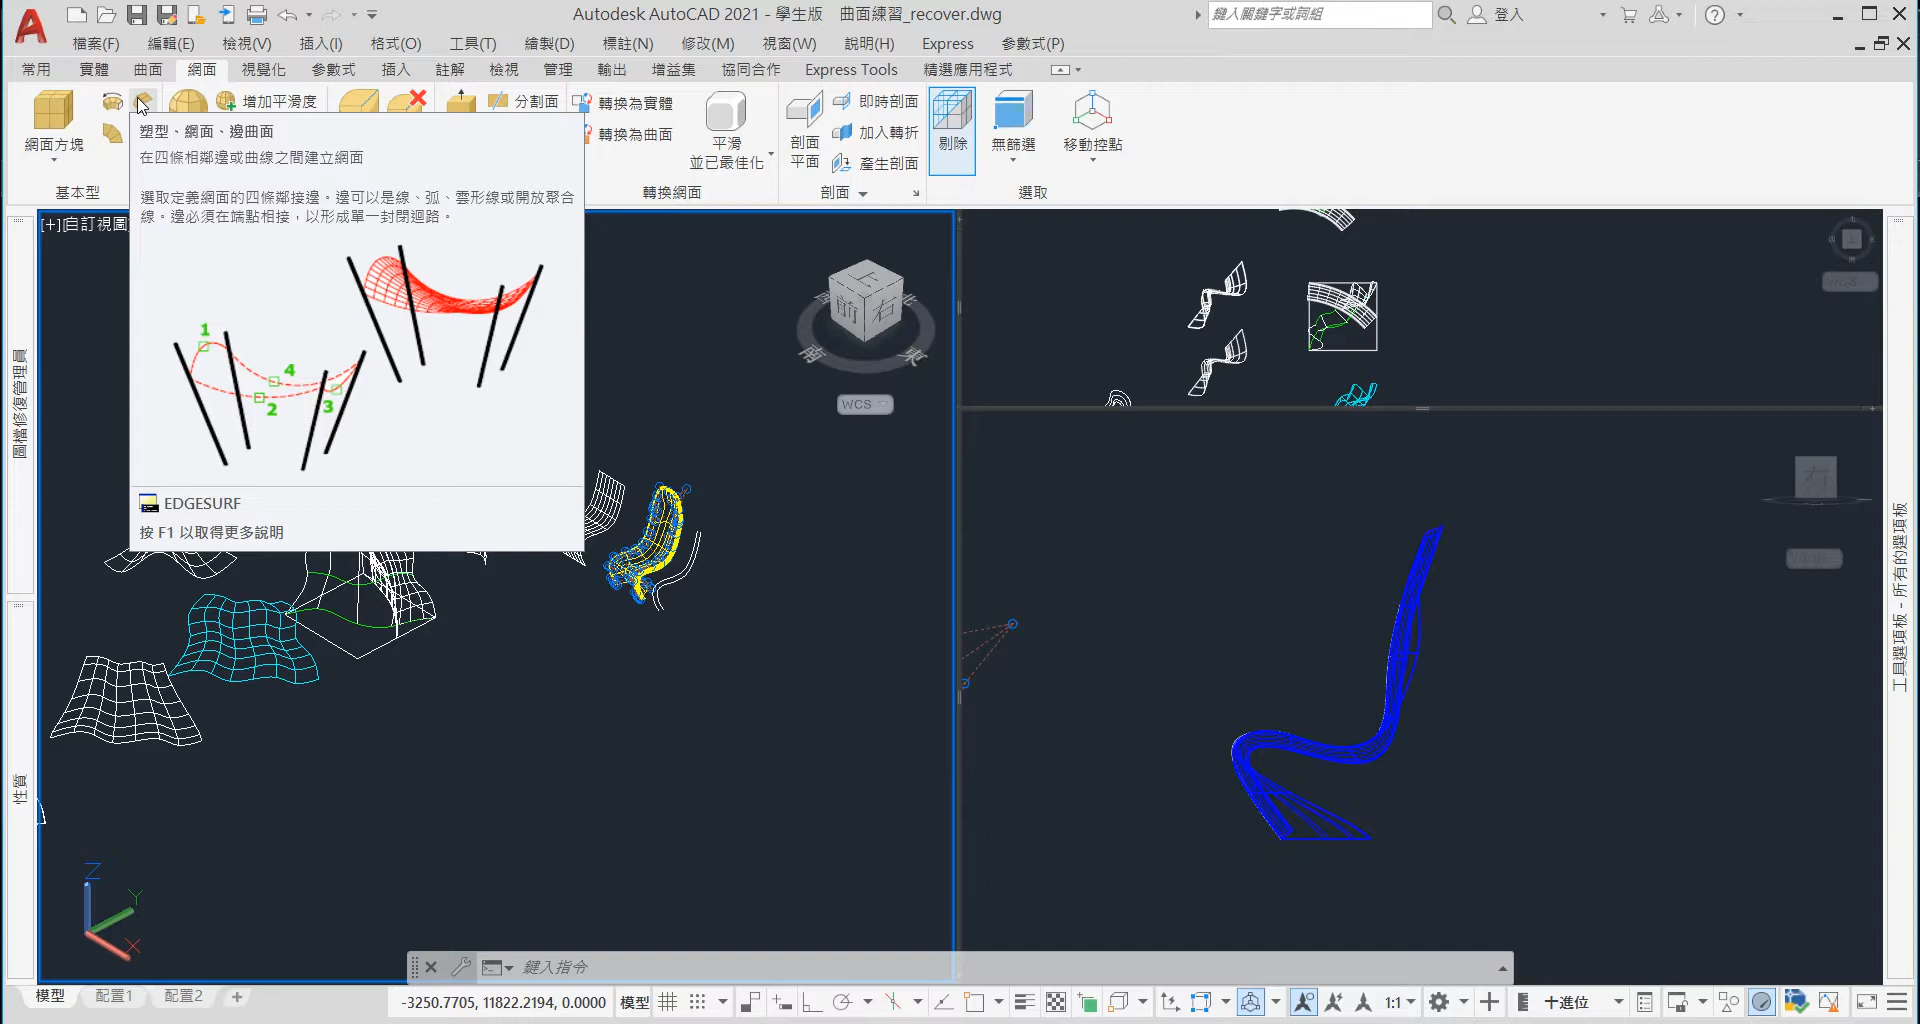 Autodesk AutoCAD 2021 - 學生版 曲面練習_recover.dwg
鍵入關鍵字或詞組
登入
檔案(F) 編輯(E) 檢視(V) 插入(I) 格式(O) 工具(T) 繪製(D) 標註(N) 修改(M) 視窗(W) 說明(H) Express 參數式(P)
常用 實體 曲面 網面 視覺化 參數式 插入 註解 檢視 管理 輸出 增益集 協同合作 Express Tools 精選應用程式
網面方塊
基本型
增加平滑度
分割面
轉換為實體
轉換為曲面
平滑
並已最佳化
轉換網面
剖面
平面
即時剖面
加入轉折
產生剖面
剖面
剔除
無篩選
移動控點
選取
塑型、網面、邊曲面
在四條相鄰邊或曲線之間建立網面
選取定義網面的四條鄰接邊。邊可以是線、弧、雲形線或開放聚合
線。邊必須在端點相接，以形成單一封閉迴路。
1
4
2
3
EDGESURF
按 F1 以取得更多說明
[+][自訂視圖]
上
前
右
南
東
北
WCS
右
圖檔修復管理員
性質
工具選項板 - 所有的選項板
Z
Y
X
鍵入指令
模型 配置1 配置2
-3250.7705, 11822.2194, 0.0000 模型
1:1
十進位